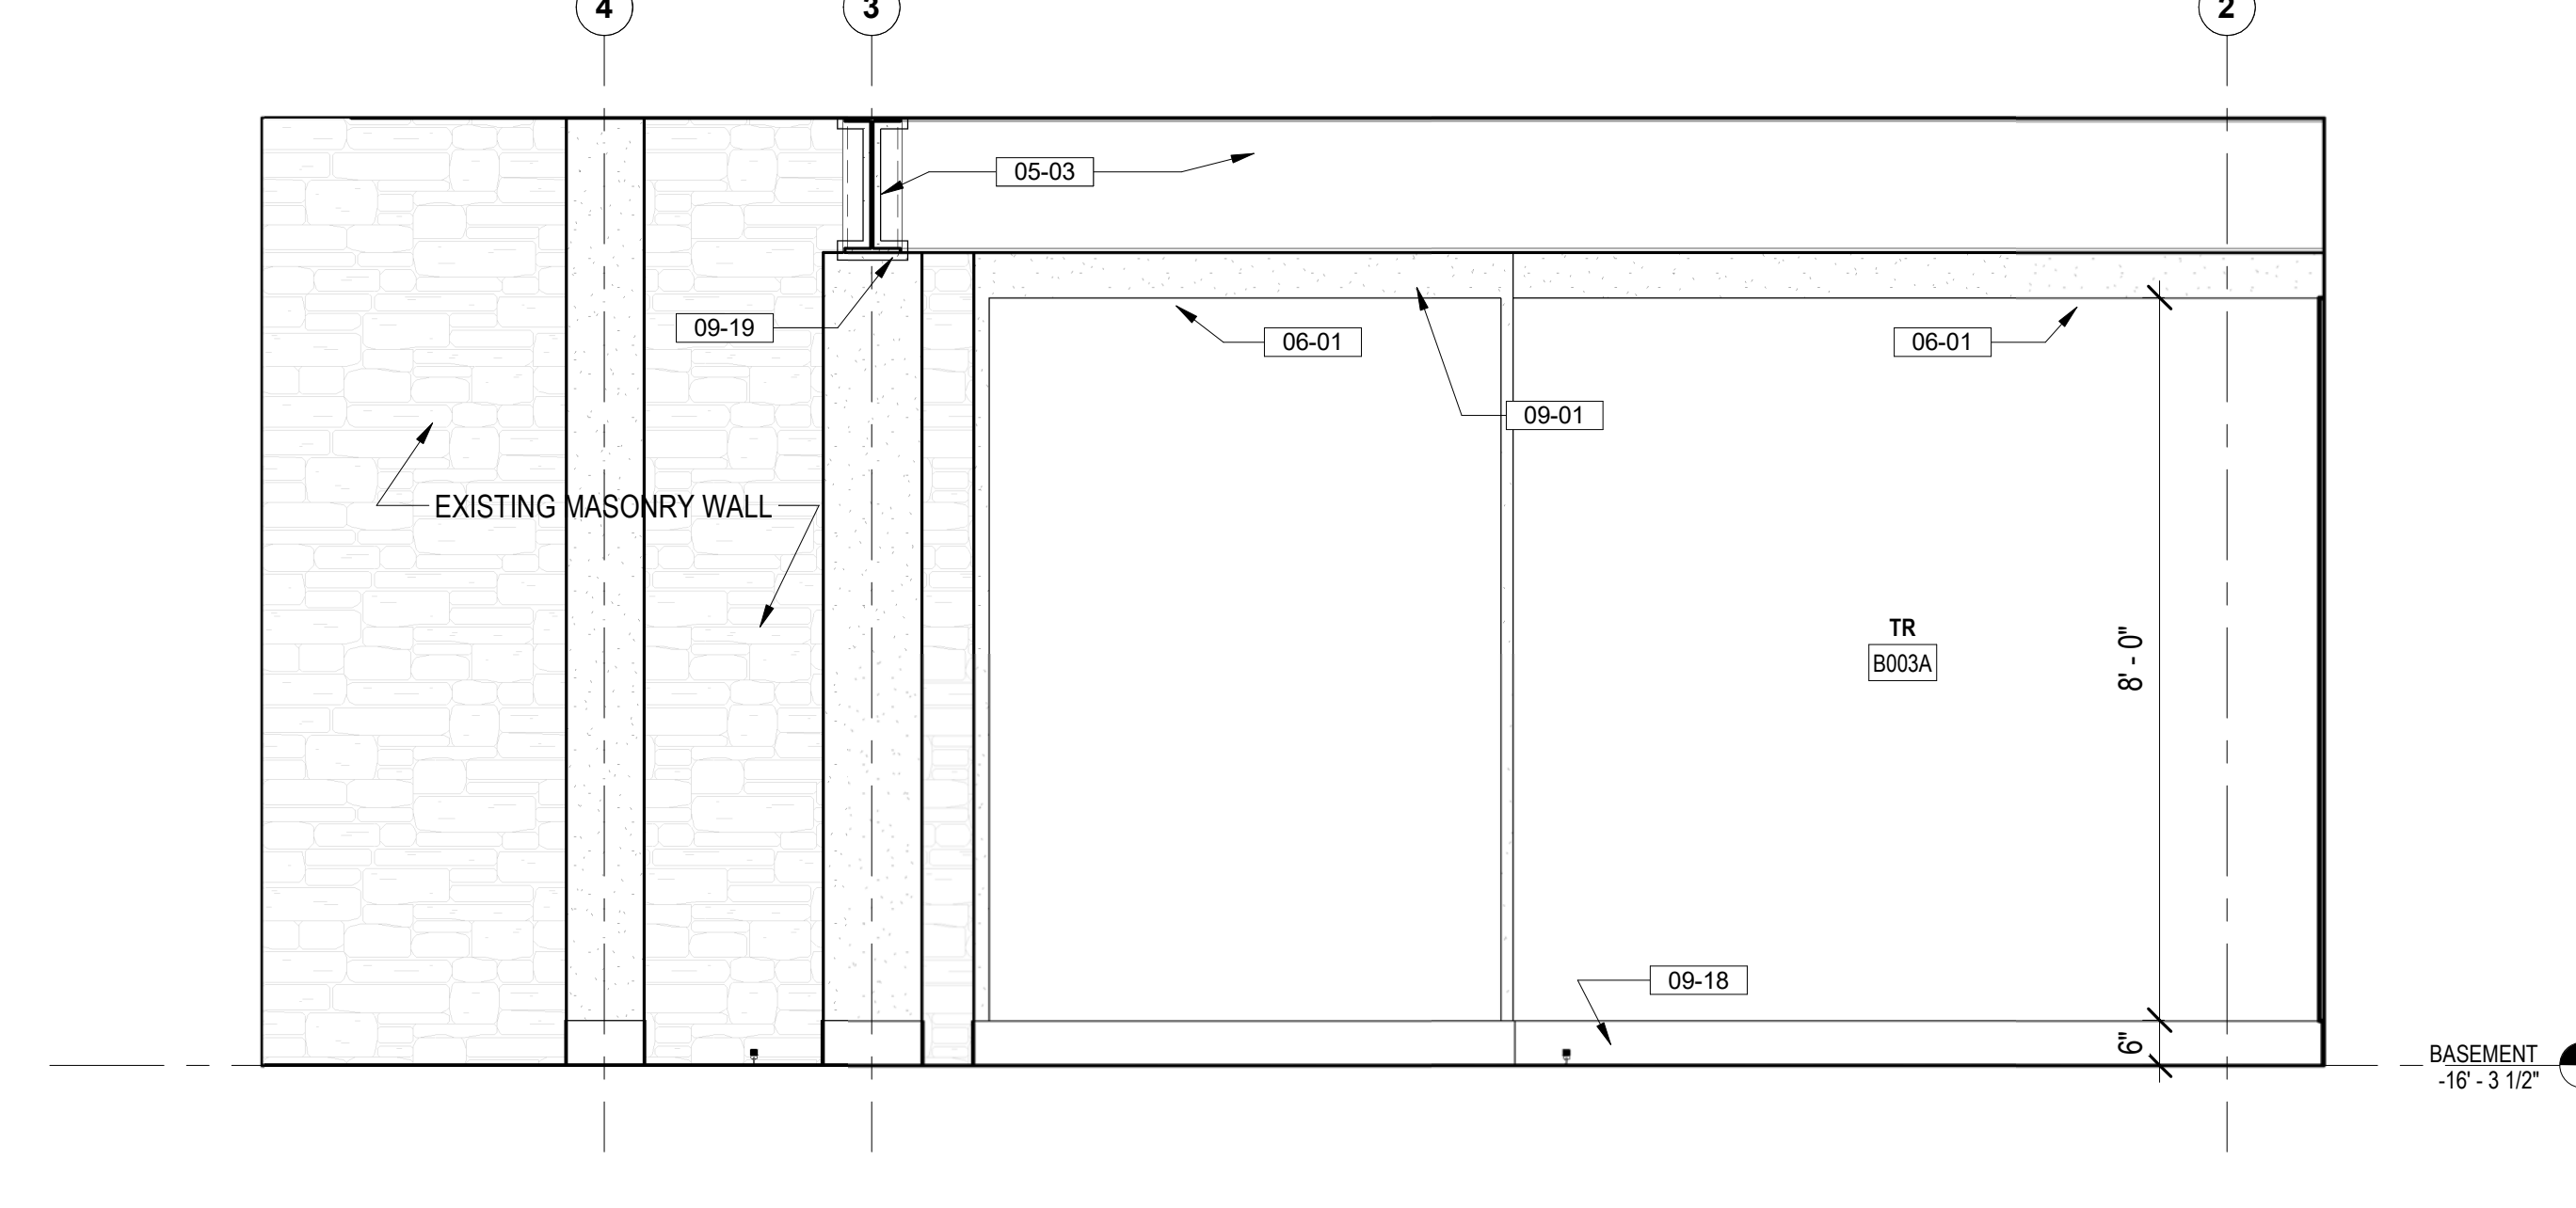 4
3
2
05-03
09-19
06-01
06-01
09-01
EXISTING MASONRY WALL
TR
B003A
8' - 0"
09-18
6"
BASEMENT
-16' - 3 1/2"